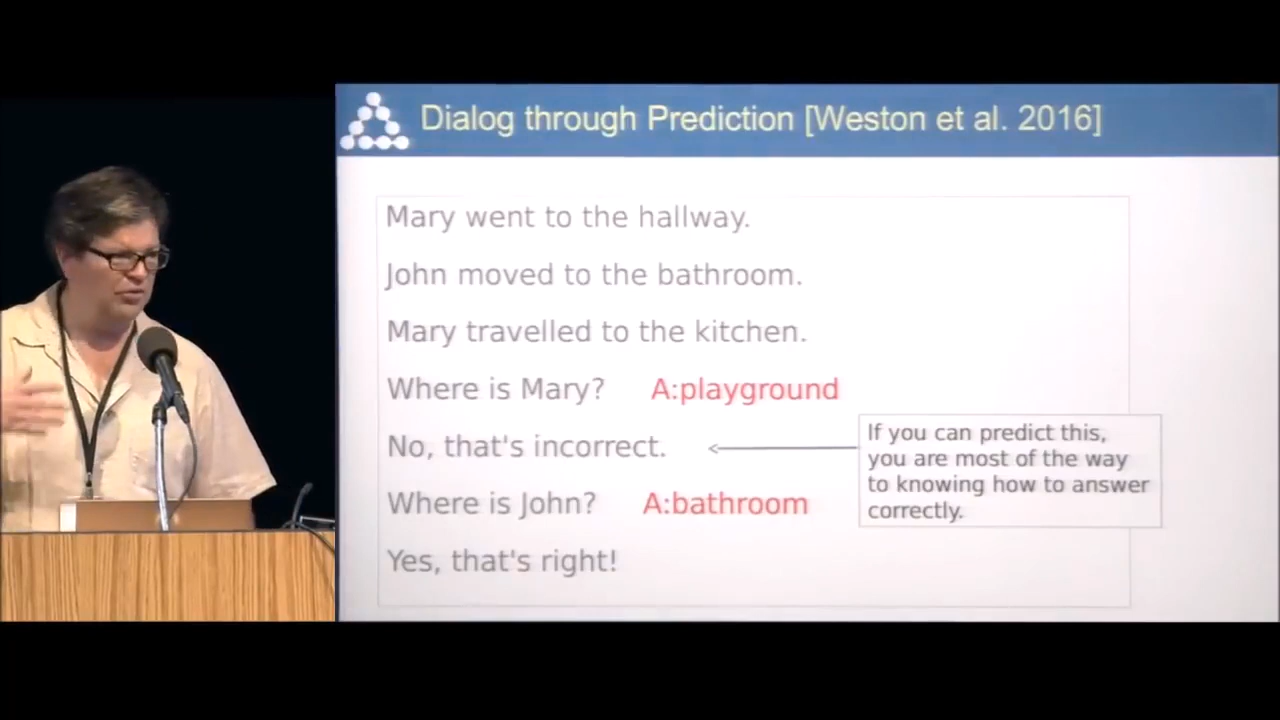 Dialog through Prediction [Weston et al. 2016]
Mary went to the hallway.
John moved to the bathroom.
Mary travelled to the kitchen.
Where is Mary? A:playground
No, that's incorrect.
If you can predict this,
you are most of the way
to knowing how to answer
correctly.
Where is John? A:bathroom
Yes, that's right!